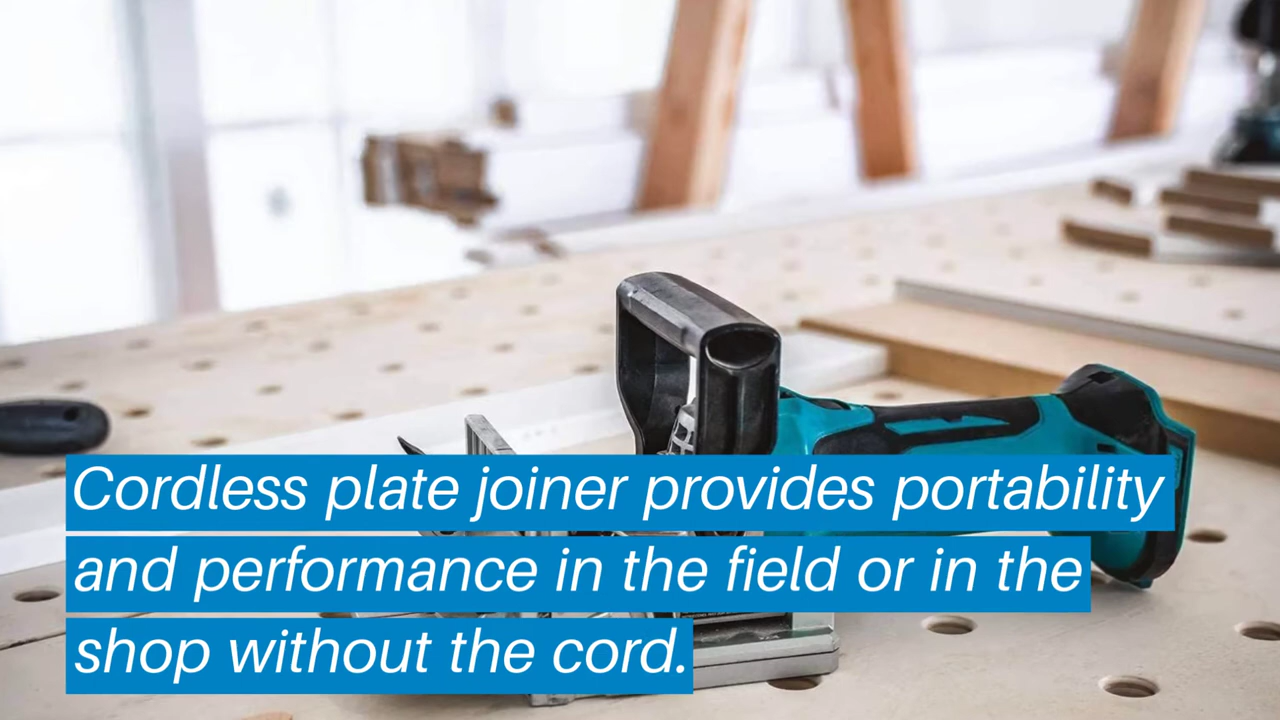 Cordless plate joiner provides portability
and performance in the field or in the
shop without the cord.